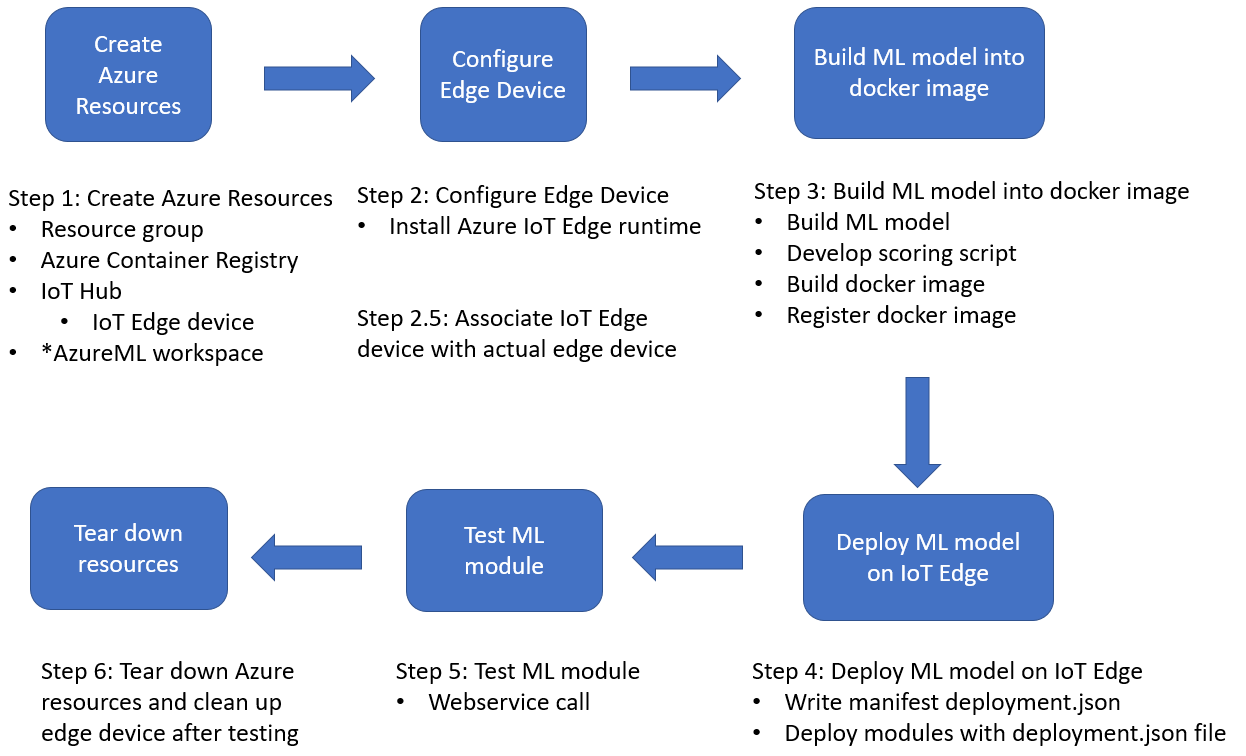 Create
Azure
Resources
Configure
Edge Device
Build ML model into
docker image
Step 1: Create Azure Resources
• Resource group
• Azure Container Registry
• IoT Hub
• IoT Edge device
• *AzureML workspace
Step 2: Configure Edge Device
• Install Azure IoT Edge runtime
Step 2.5: Associate IoT Edge
device with actual edge device
Step 3: Build ML model into docker image
• Build ML model
• Develop scoring script
• Build docker image
• Register docker image
Deploy ML model
on IoT Edge
Test ML
module
Tear down
resources
Step 4: Deploy ML model on IoT Edge
• Write manifest deployment.json
• Deploy modules with deployment.json file
Step 5: Test ML module
• Webservice call
Step 6: Tear down Azure
resources and clean up
edge device after testing